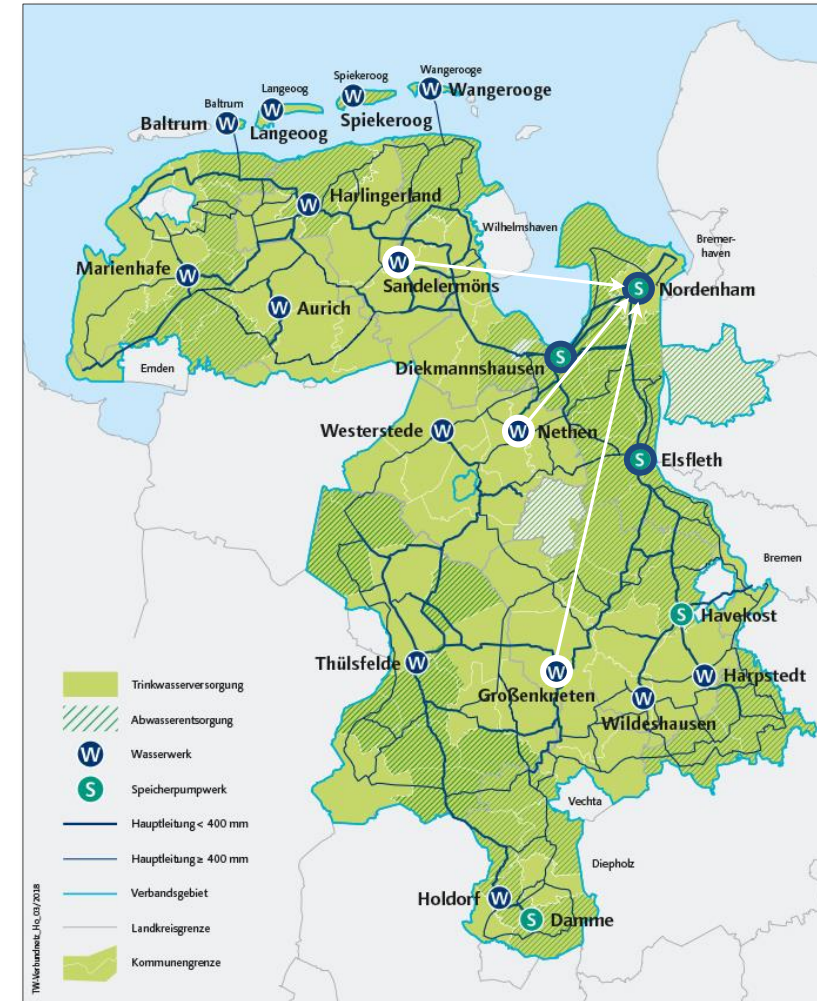 Wangerooge
W
Wangerooge
Spiekeroog
W
Spiekeroog
Langeoog
W
Langeoog
Baltrum
W
Baltrum
W
Harlingerland
Wilhelmshaven
Bremer-
haven
W
Sandelermöns
Marienhafe
W
S
Nordenham
W
Aurich
Emden
Diekmannshausen
S
Westerstede
W
W
Nethen
S
Elsfleth
Bremen
S
Havekost
Thülsfelde
W
W
Großenkneten
W
Harpstedt
W
Wildeshausen
Vechta
Diepholz
Holdorf
W
S
Damme
Trinkwasserversorgung
Abwasserentsorgung
W
Wasserwerk
S
Speicherpumpwerk
Hauptleitung < 400 mm
Hauptleitung ≥ 400 mm
Verbandsgebiet
Landkreisgrenze
Kommunengrenze
TW-Verbundnetz_Ho_03/2018